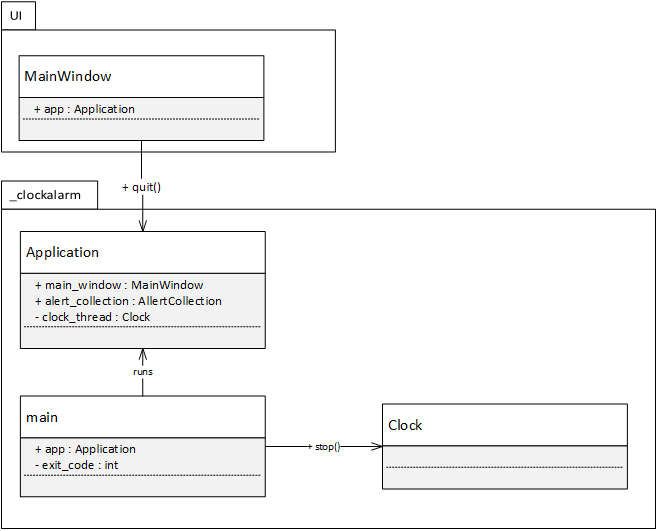 UI
MainWindow
+ app : Application
+ quit()
_clockalarm
Application
+ main_window : MainWindow
+ alert_collection : AllertCollection
- clock_thread : Clock
runs
main
+ app : Application
- exit_code : int
+ stop()
Clock